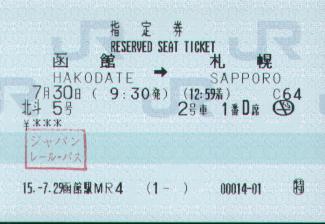 指定券
RESERVED SEAT TICKET
函館 → 札幌
HAKODATE SAPPORO
7月30日( 9:30発) (12:59着) C64
北斗 5号 2号車 1番D席
¥***
ジャパン
レール・パス
15.-7.29函館駅MR4 (1- ) 00014-01